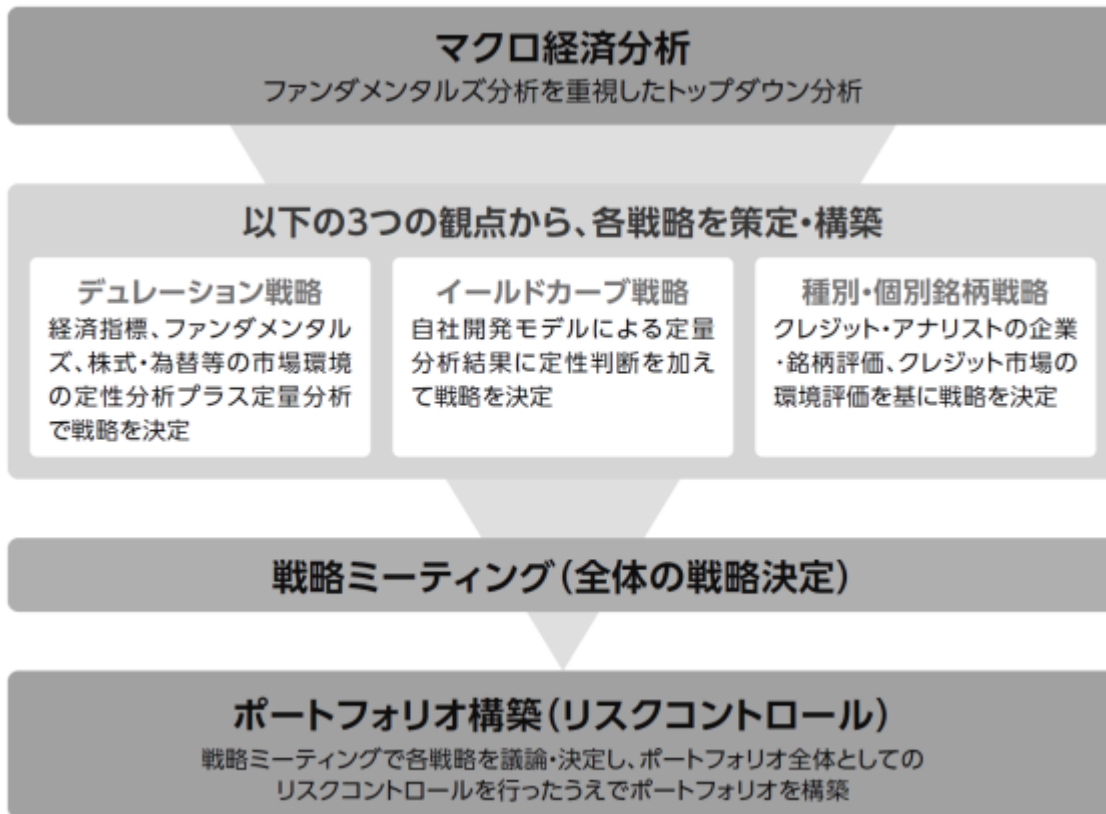 マクロ経済分析
ファンダメンタルズ分析を重視したトップダウン分析
以下の3つの観点から、各戦略を策定・構築
デュレーション戦略
経済指標、ファンダメンタル
ズ、株式・為替等の市場環境
の定性分析プラス定量分析
で戦略を決定
イールドカーブ戦略
自社開発モデルによる定量
分析結果に定性判断を加え
て戦略を決定
種別・個別銘柄戦略
クレジット・アナリストの企業
・銘柄評価、クレジット市場の
環境評価を基に戦略を決定
戦略ミーティング(全体の戦略決定)
ポートフォリオ構築(リスクコントロール)
戦略ミーティングで各戦略を議論・決定し、ポートフォリオ全体としての
リスクコントロールを行ったうえでポートフォリオを構築